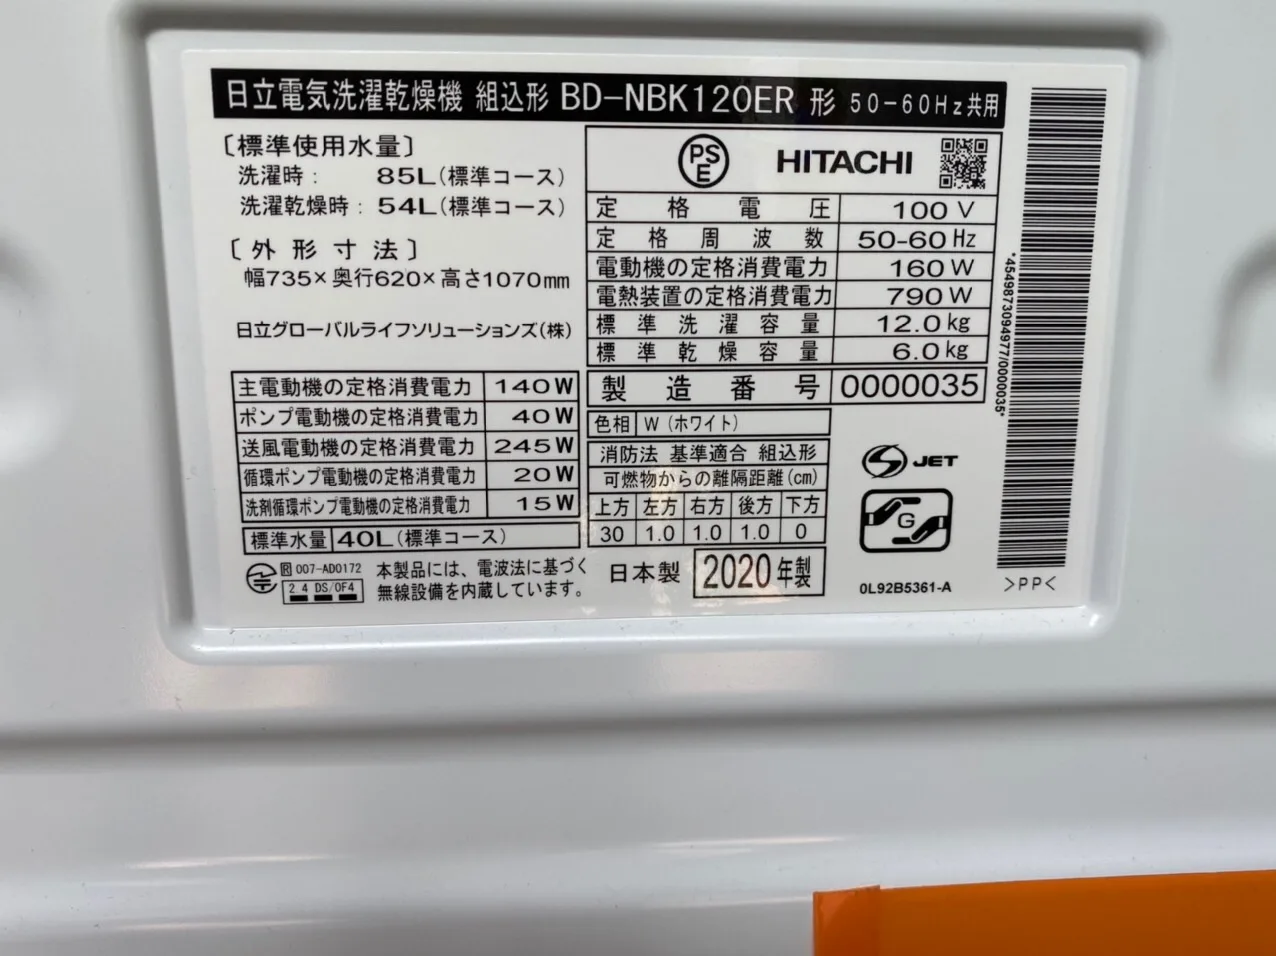 日立電気洗濯乾燥機 組込形 BD-NBK120ER 形 50-60Hz共用
〔標準使用水量〕
洗濯時： 85L(標準コース)
洗濯乾燥時： 54L(標準コース)
〔外形寸法〕
幅735×奥行620×高さ1070mm
日立グローバルライフソリューションズ(株)
主電動機の定格消費電力 140W
ポンプ電動機の定格消費電力 40W
送風電動機の定格消費電力 245W
循環ポンプ電動機の定格消費電力 20W
洗剤循環ポンプ電動機の定格消費電力 15W
標準水量 40L(標準コース)
R 007-AD0172
2.4 DS/OF4
本製品には、電波法に基づく
無線設備を内蔵しています。
PSE HITACHI
定格電圧 100V
定格周波数 50-60Hz
電動機の定格消費電力 160W
電熱装置の定格消費電力 790W
標準洗濯容量 12.0kg
標準乾燥容量 6.0kg
製造番号 0000035
色相 W(ホワイト)
消防法 基準適合 組込形
可燃物からの離隔距離(cm)
上方 左方 右方 後方 下方
30 1.0 1.0 1.0 0
日本製 2020年製
S JET
G
0L92B5361-A
*4549873094977/0000035*
>PP<